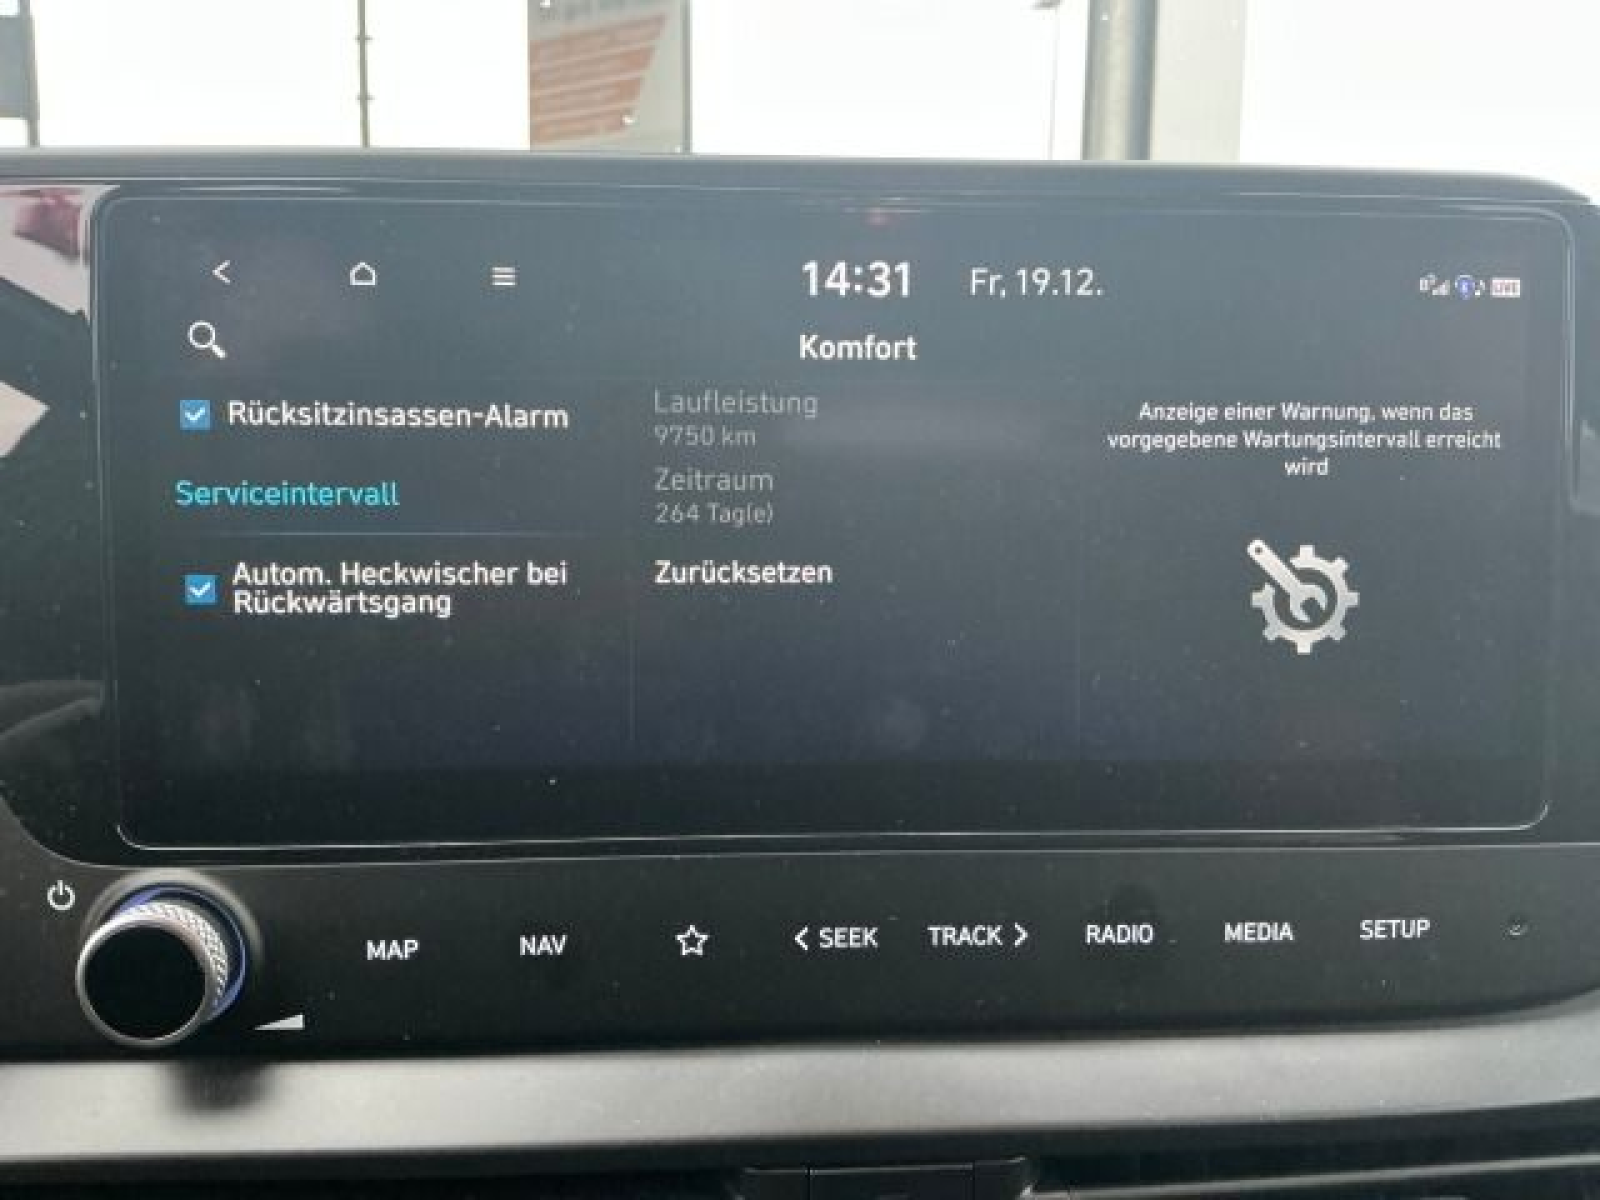 14:31 Fr, 19.12.
Komfort
Rücksitzinsassen-Alarm
Serviceintervall
Autom. Heckwischer bei
Rückwärtsgang
Laufleistung
9750 km
Zeitraum
264 Tag(e)
Zurücksetzen
Anzeige einer Warnung, wenn das
vorgegebene Wartungsintervall erreicht
wird
LIVE
MAP NAV SEEK TRACK RADIO MEDIA SETUP